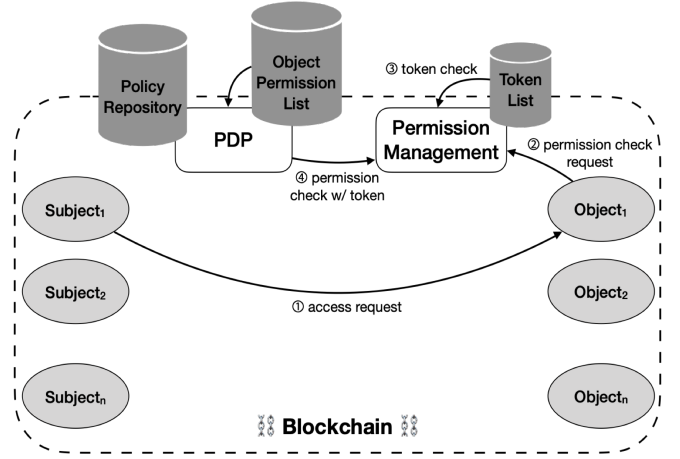 Policy
Repository
Object
Permission
List
③ token check
Token
List
PDP
Permission
Management
② permission check
request
④ permission
check w/ token
Subject₁
Object₁
Subject₂
Object₂
① access request
Subjectₙ
Objectₙ
Blockchain